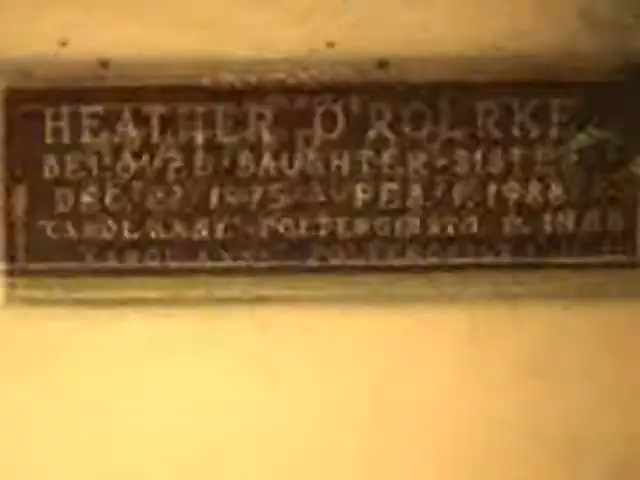 HEATHER O'ROURKE
BELOVED DAUGHTER - SISTER
DEC 27 1975 FEB 1, 1988
"CAROL ANNE" - POLTERGEIST